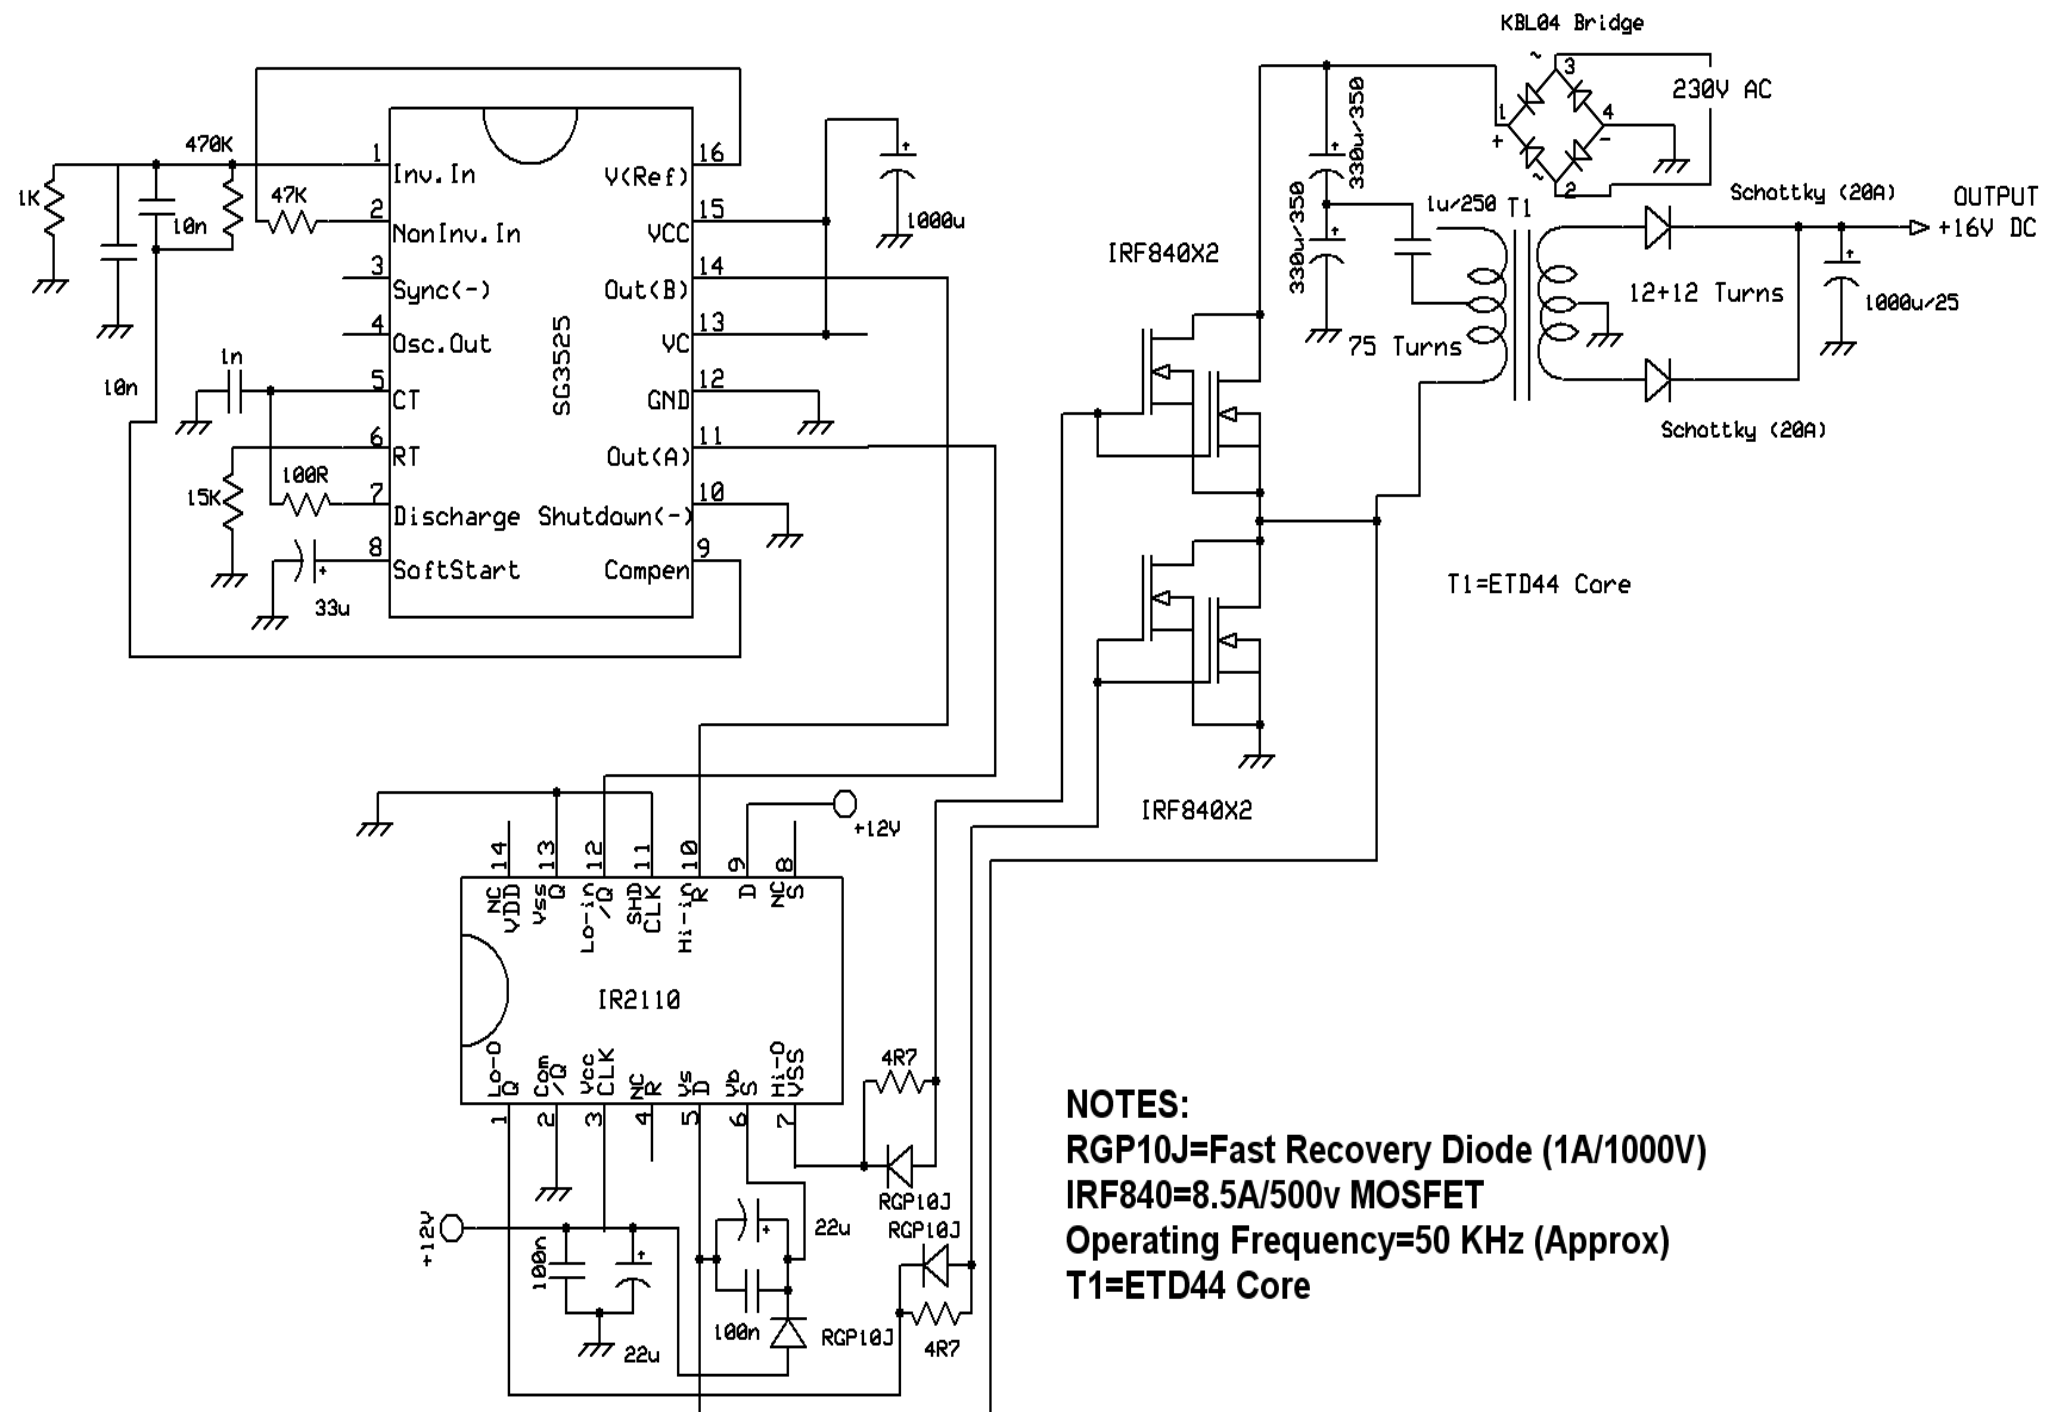 KBL04 Bridge
~
3
230V AC
1
4
+
-
~
2
330u/350
330u/350
1u/250
T1
Schottky (20A)
OUTPUT
+16V DC
12+12 Turns
1000u/25
75 Turns
Schottky (20A)
IRF840X2
T1=ETD44 Core
IRF840X2
470K
1K
10n
47K
10n
1n
15K
100R
33u
+
1 Inv.In
2 NonInv.In
3 Sync(-)
4 Osc.Out
5 CT
6 RT
7 Discharge
8 SoftStart
SG3525
16 V(Ref)
15 VCC
14 Out(B)
13 VC
12 GND
11 Out(A)
10 Shutdown(-)
9 Compen
+
1000u
+12V
14 13 12 11 10 9 8
NC VDD
Vss Q
Lo-in /Q
SHD CLK
Hi-in R
D
NC S
IR2110
Lo-O Q
Com /Q
Vcc CLK
NC R
Vs D
Vb S
Hi-O VSS
1 2 3 4 5 6 7
4R7
RGP10J
RGP10J
4R7
+12V
100n
+
22u
+
22u
100n
RGP10J
NOTES:
RGP10J=Fast Recovery Diode (1A/1000V)
IRF840=8.5A/500v MOSFET
Operating Frequency=50 KHz (Approx)
T1=ETD44 Core